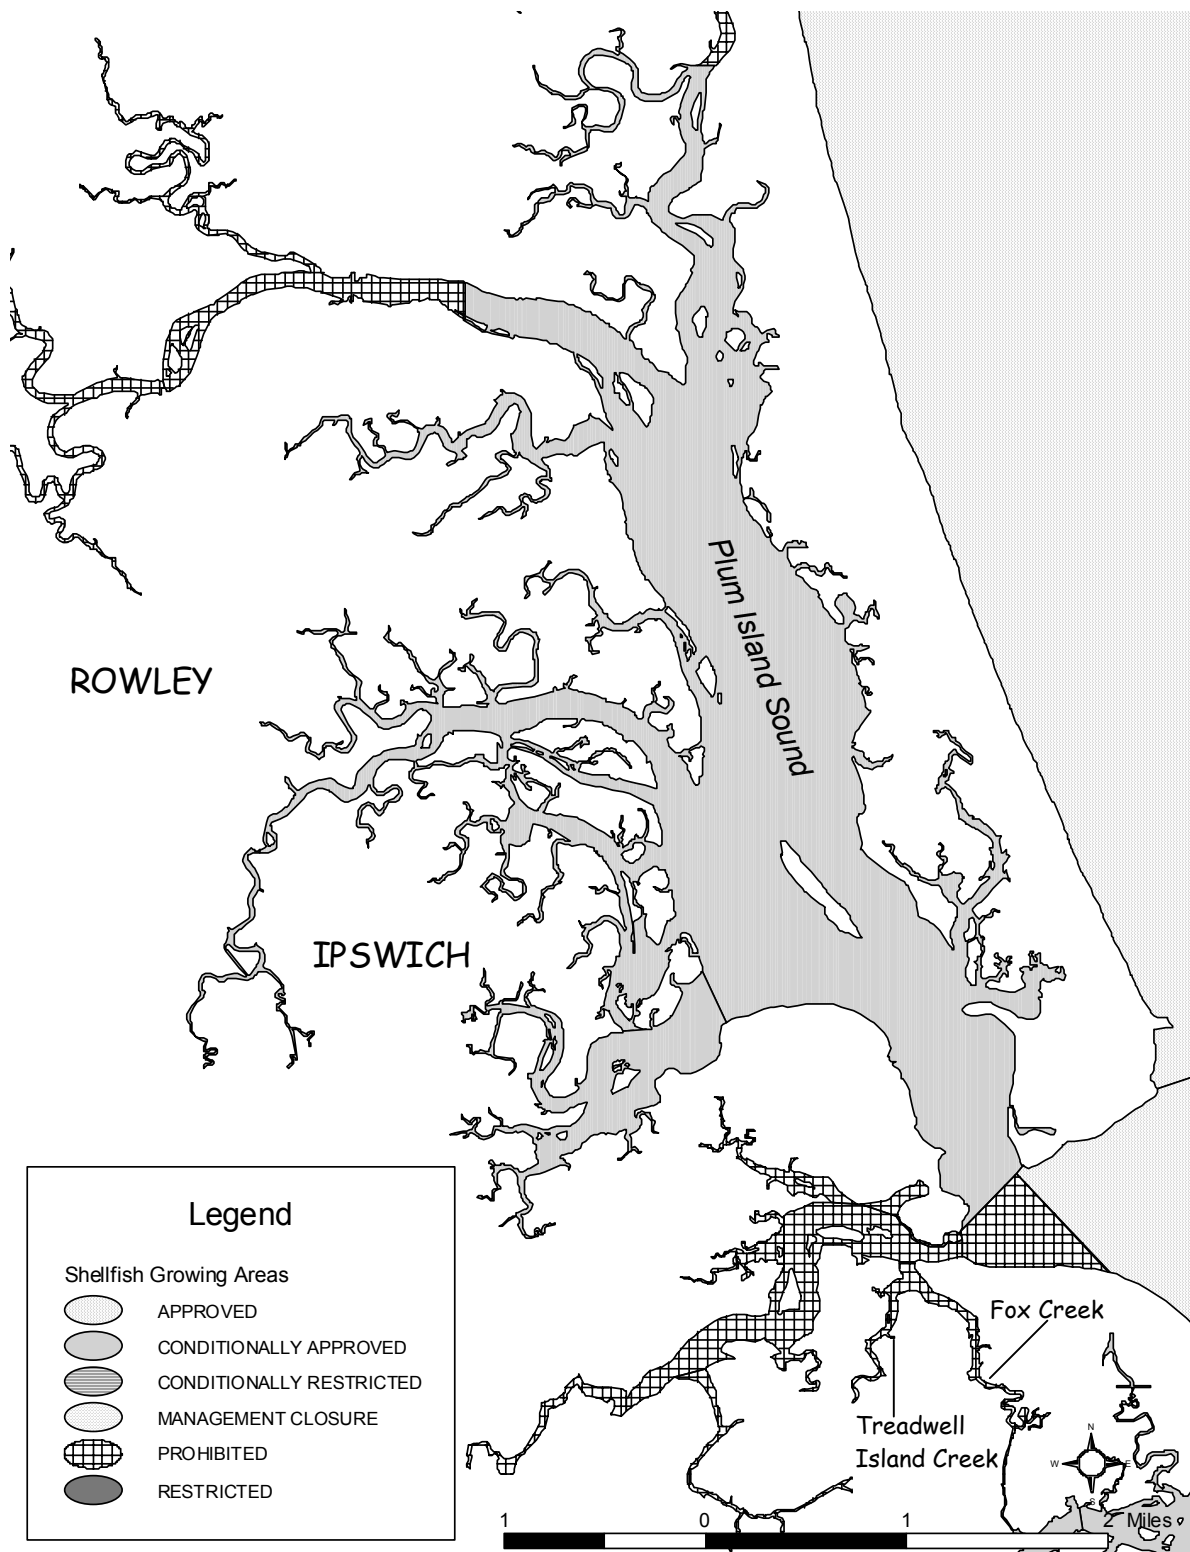 Plum Island Sound
ROWLEY
IPSWICH
Legend
Shellfish Growing Areas
APPROVED
CONDITIONALLY APPROVED
CONDITIONALLY RESTRICTED
MANAGEMENT CLOSURE
PROHIBITED
RESTRICTED
Fox Creek
Treadwell
Island Creek
N
W E
S
1 0 1 2 Miles